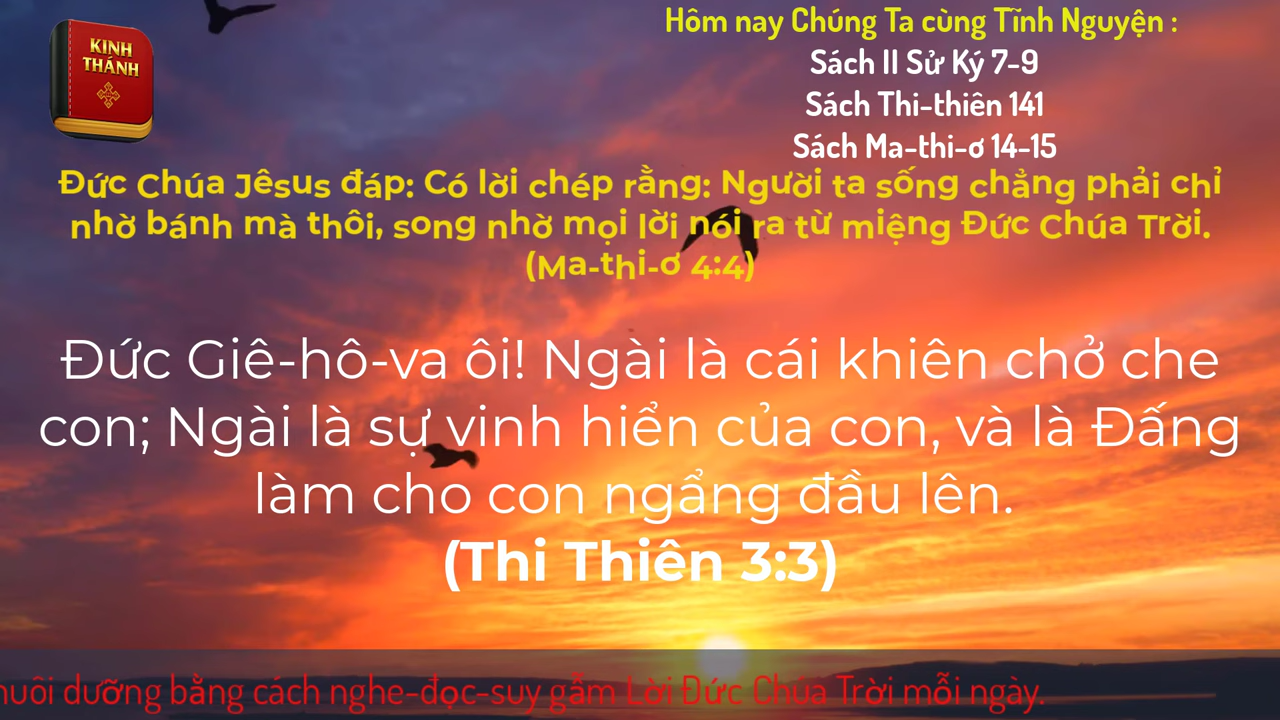 KINH
THÁNH
Hôm nay Chúng Ta cùng Tĩnh Nguyện :
Sách II Sử Ký 7-9
Sách Thi-thiên 141
Sách Ma-thi-ơ 14-15
Đức Chúa Jêsus đáp: Có lời chép rằng: Người ta sống chẳng phải chỉ
nhờ bánh mà thôi, song nhờ mọi lời nói ra từ miệng Đức Chúa Trời.
(Ma-thi-ơ 4:4)
Đức Giê-hô-va ôi! Ngài là cái khiên chở che
con; Ngài là sự vinh hiển của con, và là Đấng
làm cho con ngẩng đầu lên.
(Thi Thiên 3:3)
nuôi dưỡng bằng cách nghe-đọc-suy gẫm Lời Đức Chúa Trời mỗi ngày.